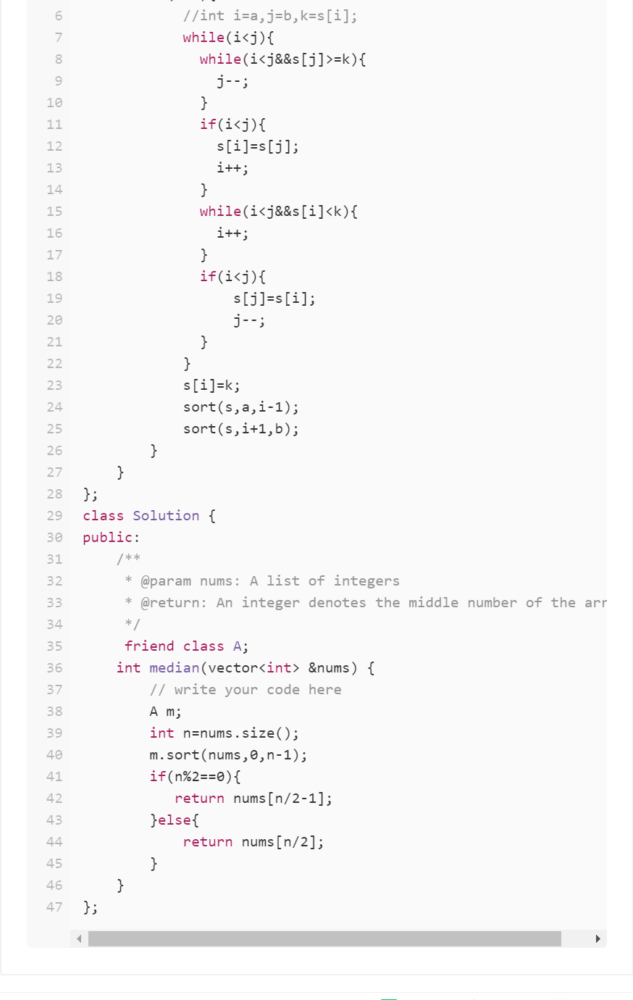 6 //int i=a,j=b,k=s[i];
7 while(i<j){
8 while(i<j&&s[j]>=k){
9 j--;
10 }
11 if(i<j){
12 s[i]=s[j];
13 i++;
14 }
15 while(i<j&&s[i]<k){
16 i++;
17 }
18 if(i<j){
19 s[j]=s[i];
20 j--;
21 }
22 }
23 s[i]=k;
24 sort(s,a,i-1);
25 sort(s,i+1,b);
26 }
27 }
28 };
29 class Solution {
30 public:
31 /**
32 * @param nums: A list of integers
33 * @return: An integer denotes the middle number of the arr
34 */
35 friend class A;
36 int median(vector<int> &nums) {
37 // write your code here
38 A m;
39 int n=nums.size();
40 m.sort(nums,0,n-1);
41 if(n%2==0){
42 return nums[n/2-1];
43 }else{
44 return nums[n/2];
45 }
46 }
47 };